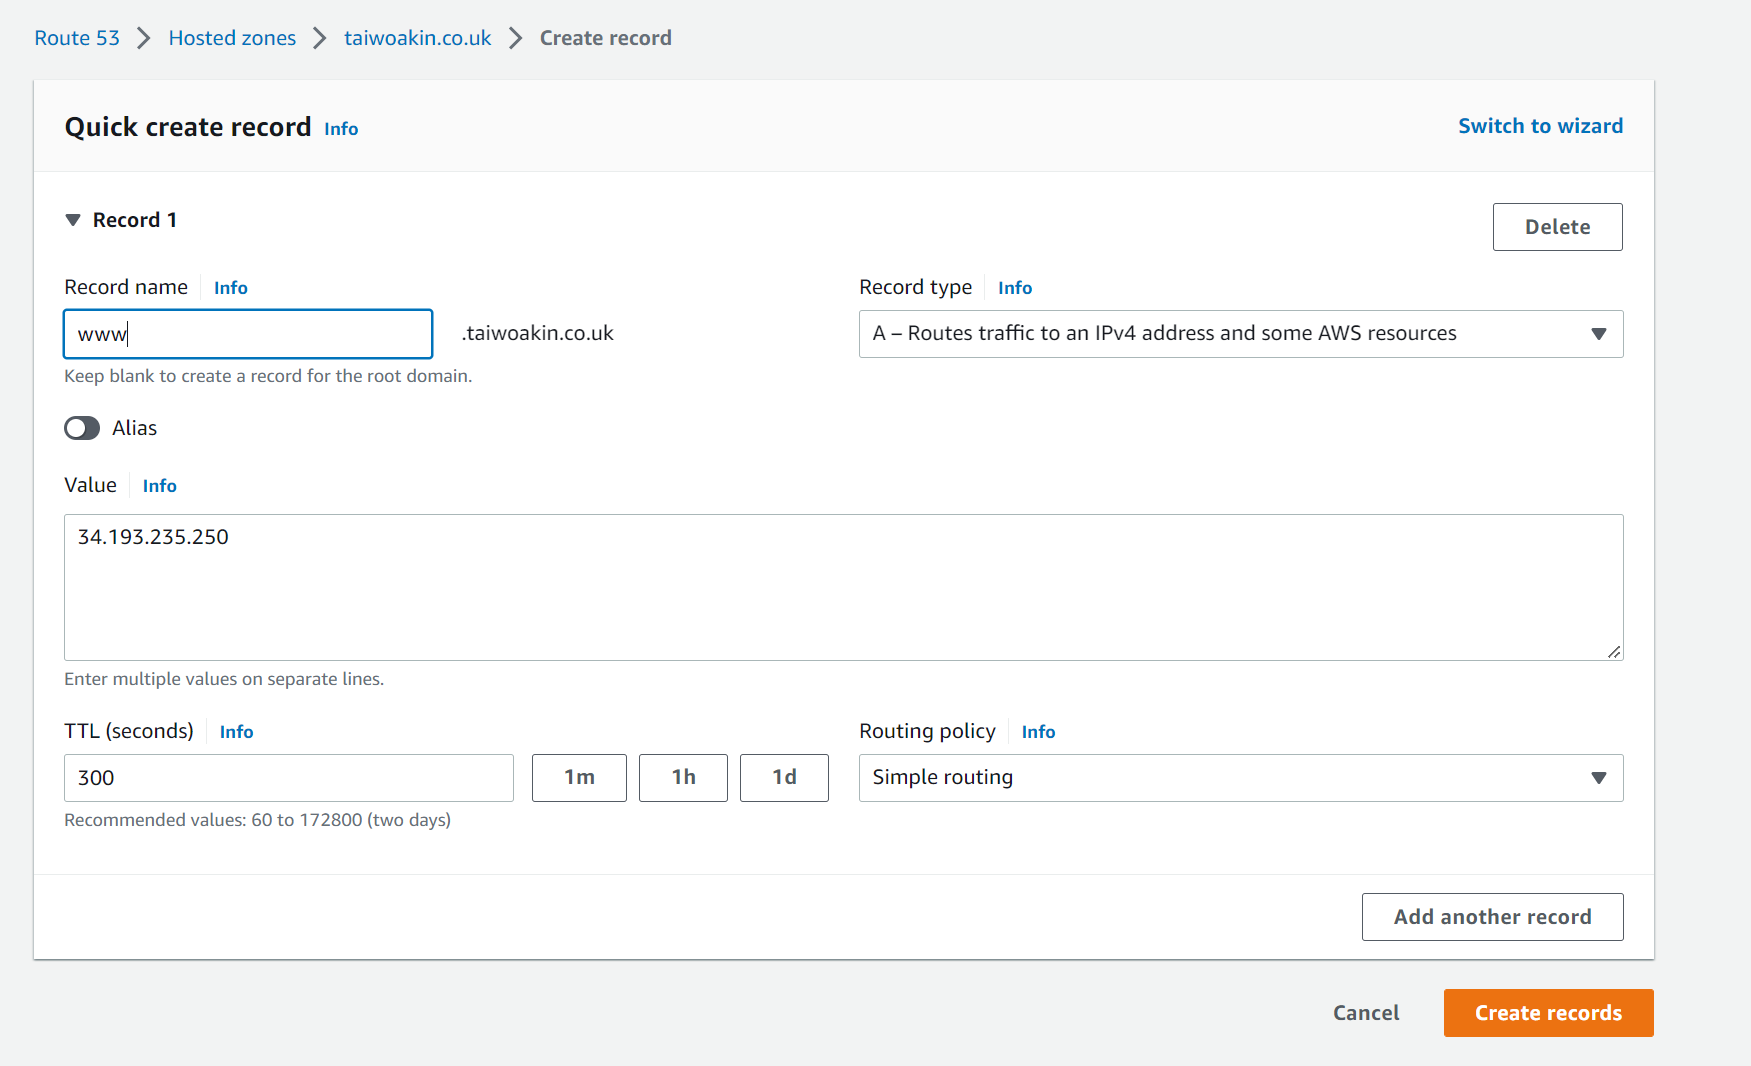 Route 53 Hosted zones taiwoakin.co.uk Create record
Quick create record Info Switch to wizard
Record 1 Delete
Record name Info Record type Info
www .taiwoakin.co.uk A – Routes traffic to an IPv4 address and some AWS resources
Keep blank to create a record for the root domain.
Alias
Value Info
34.193.235.250
Enter multiple values on separate lines.
TTL (seconds) Info Routing policy Info
300 1m 1h 1d Simple routing
Recommended values: 60 to 172800 (two days)
Add another record
Cancel Create records